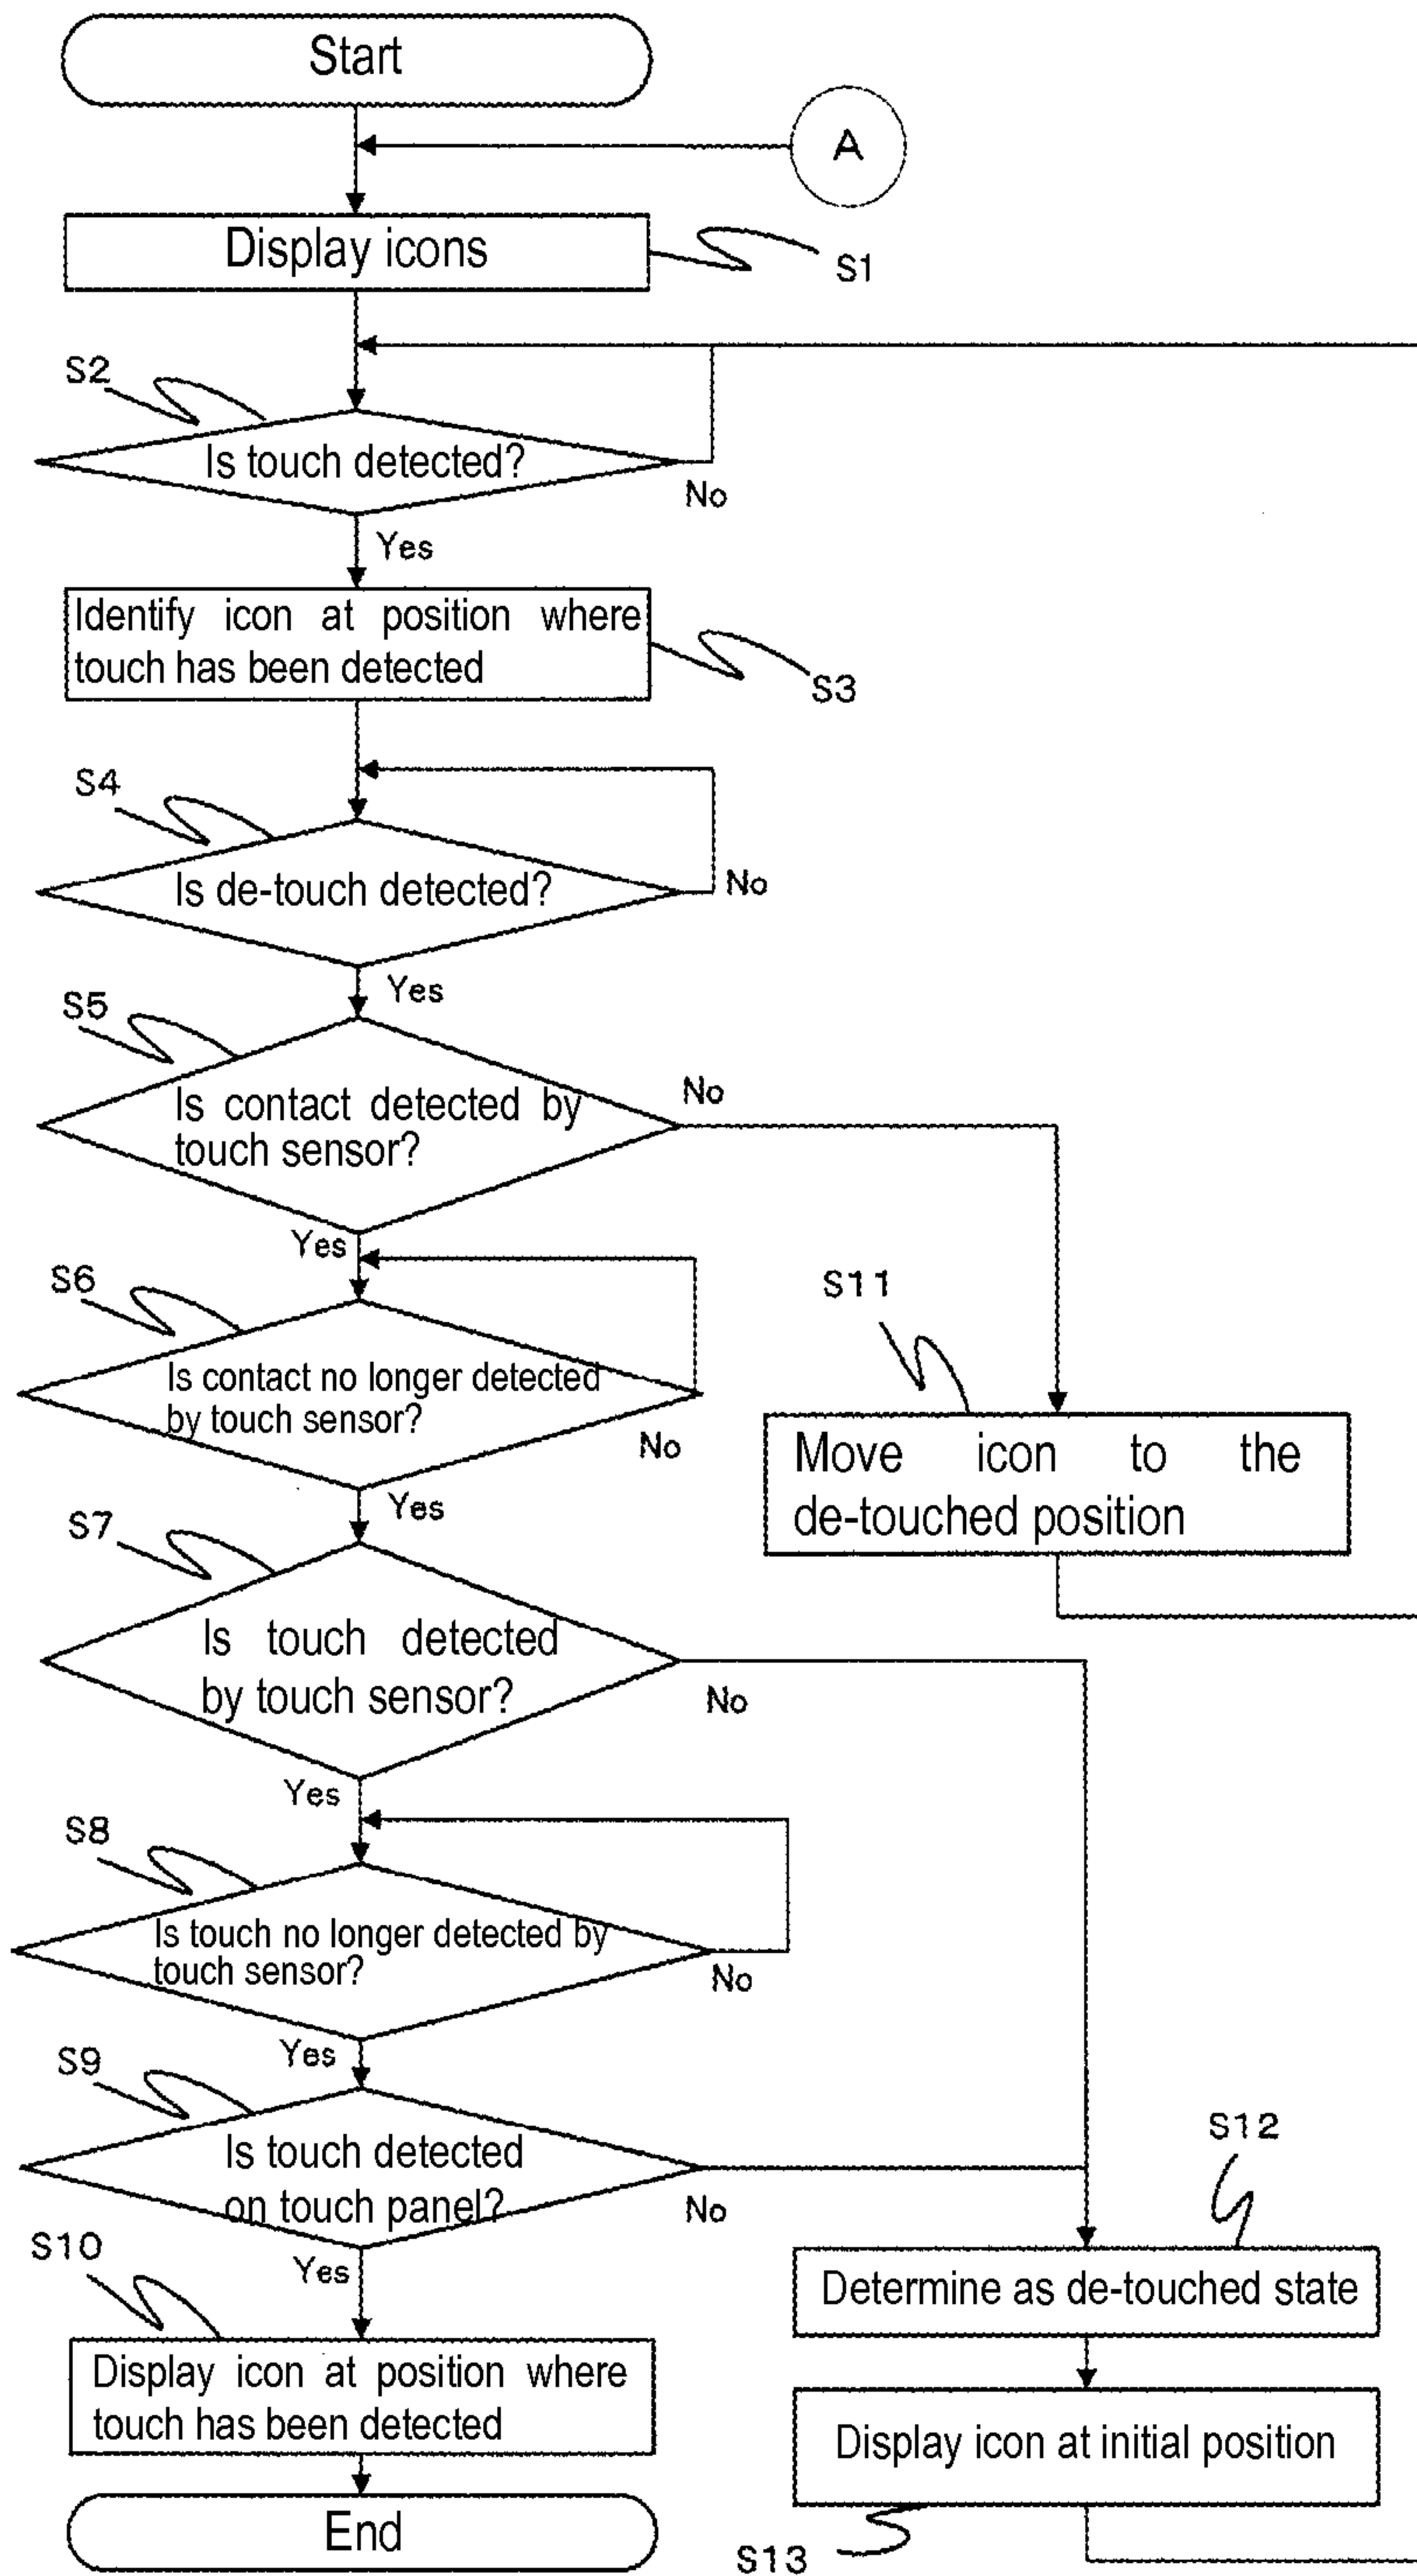 Start
A
Display icons
S1
S2
Is touch detected?
No
Yes
Identify icon at position where
touch has been detected
S3
S4
Is de-touch detected?
No
Yes
S5
Is contact detected by
touch sensor?
No
Yes
S6
Is contact no longer detected
by touch sensor?
No
Yes
S11
Move icon to the
de-touched position
S7
Is touch detected
by touch sensor?
No
Yes
S8
Is touch no longer detected by
touch sensor?
No
Yes
S9
Is touch detected
on touch panel?
No
Yes
S12
Determine as de-touched state
S10
Display icon at position where
touch has been detected
Display icon at initial position
S13
End